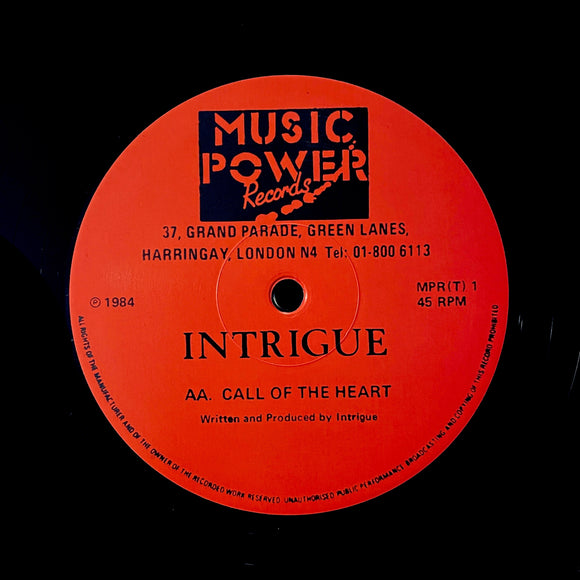 MUSIC
POWER
Records
37, GRAND PARADE, GREEN LANES,
HARRINGAY, LONDON N4 Tel: 01-800 6113
℗ 1984
MPR(T) 1
45 RPM
INTRIGUE
AA. CALL OF THE HEART
Written and Produced by Intrigue
ALL RIGHTS OF THE MANUFACTURER AND OF THE OWNER OF THE RECORDED WORK RESERVED. UNAUTHORISED PUBLIC PERFORMANCE BROADCASTING AND COPYING OF THIS RECORD PROHIBITED